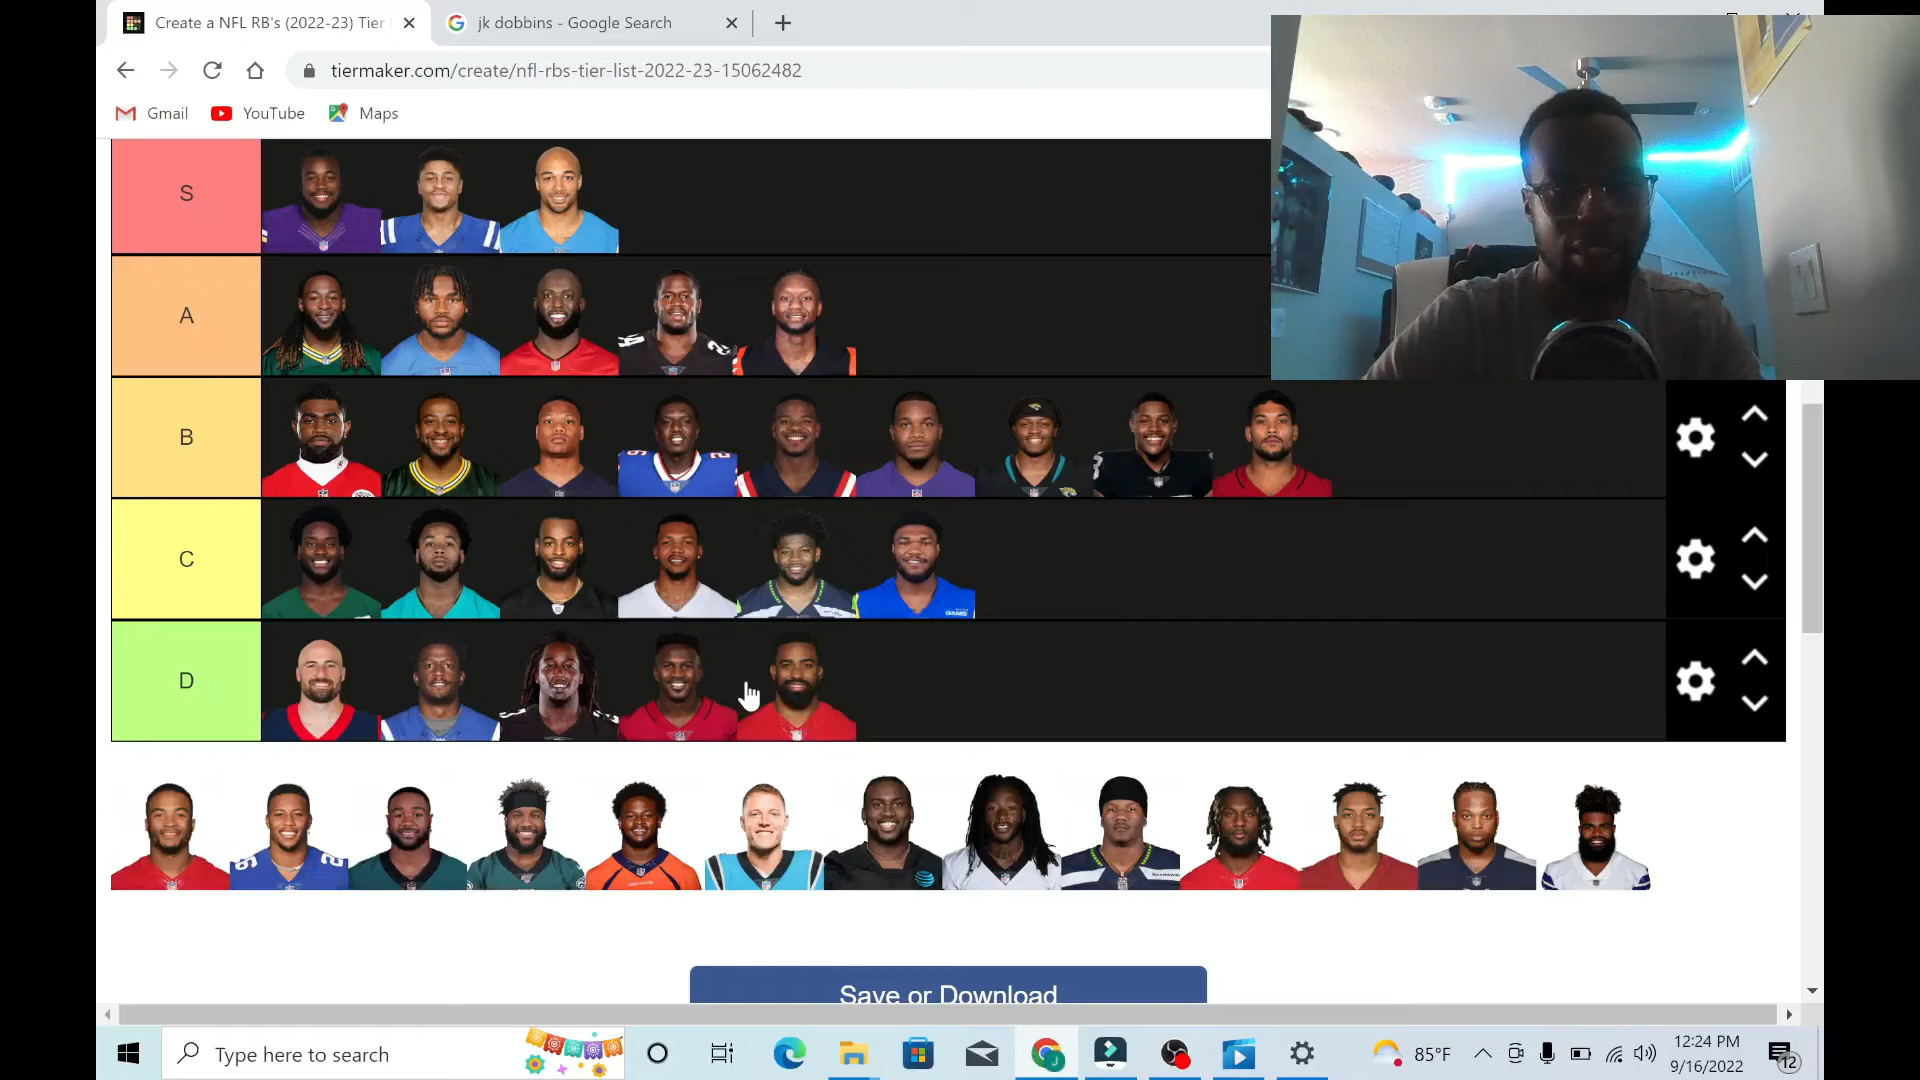 Create a NFL RB's (2022-23) Tier
jk dobbins - Google Search
tiermaker.com/create/nfl-rbs-tier-list-2022-23-15062482
Gmail
YouTube
Maps
S
A
B
C
D
Save or Download
Type here to search
85°F
12:24 PM
9/16/2022
12